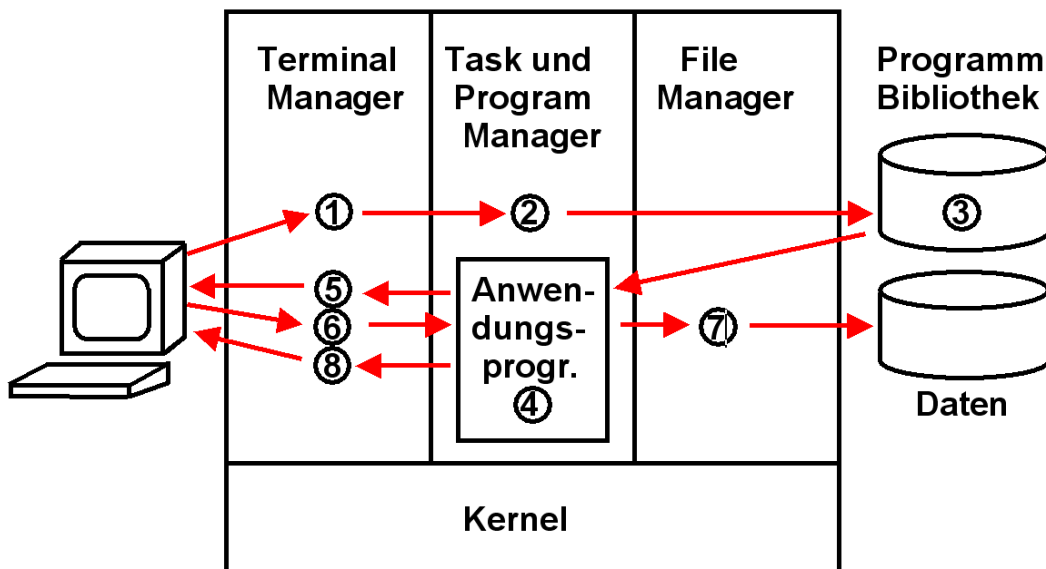 Terminal
Manager
Task und
Program
Manager
File
Manager
Programm
Bibliothek
1
2
3
5
6
8
Anwen-
dungs-
progr.
4
7
Daten
Kernel